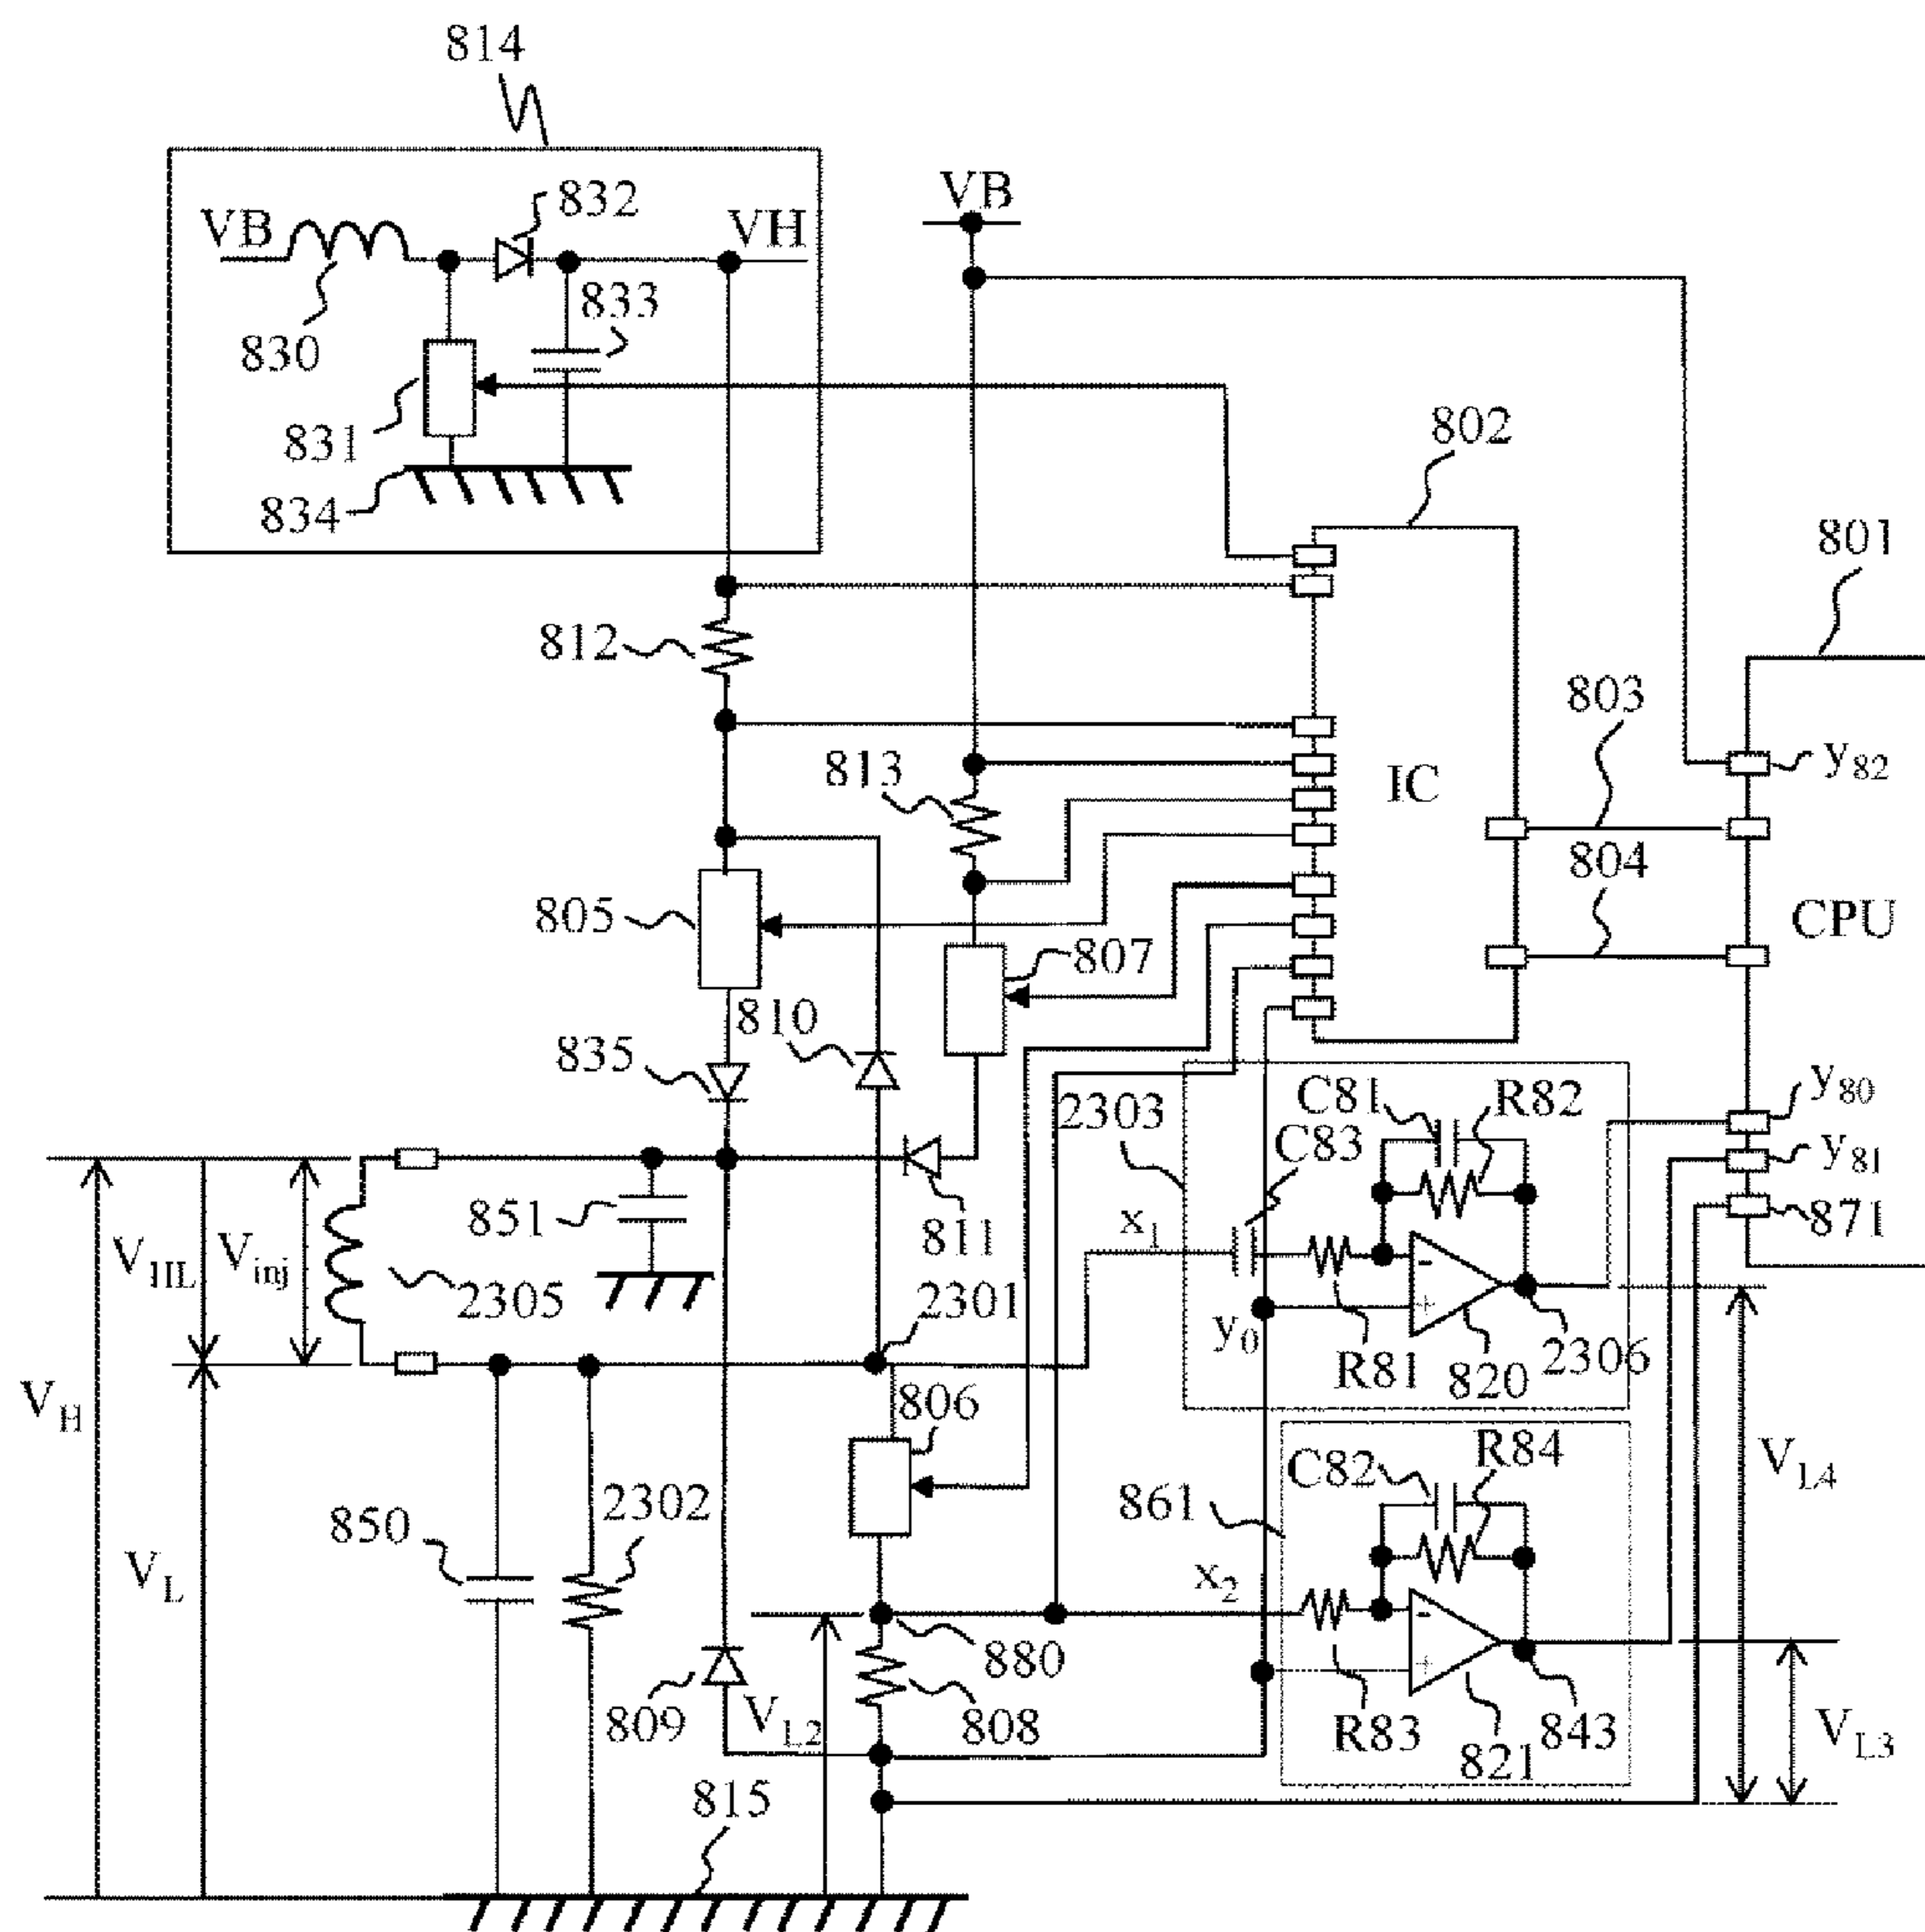 814
VB
832
VH
VB
833
830
831
834
802
801
812
803
813
y82
IC
804
805
CPU
807
810
835
C81
R82
y80
2303
C83
y81
851
x1
871
811
VHL
Vinj
2305
2301
y0
R81
820
2306
VH
806
C82
R84
VL4
2302
861
850
VL
x2
880
809
VL2
808
R83
821
843
VL3
815